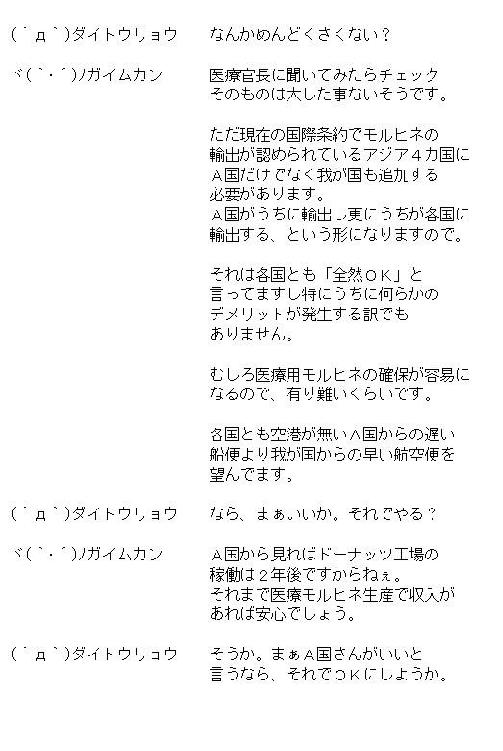 (´д｀)ダイトウリョウ　　なんかめんどくさくない？
ヾ(´･･´)ﾉガイムカン　　医療官長に聞いてみたらチェック
そのものは大した事ないそうです。
ただ現在の国際条約でモルヒネの
輸出が認められているアジア４カ国に
Ａ国だけでなく我が国も追加する
必要があります。
Ａ国がうちに輸出し更にうちが各国に
輸出する、という形になりますので。
それは各国とも「全然ＯＫ」と
言ってますし特にうちに何らかの
デメリットが発生する訳でも
ありません。
むしろ医療用モルヒネの確保が容易に
なるので、有り難いくらいです。
各国とも空港が無いＡ国からの遅い
船便より我が国からの早い航空便を
望んでます。
(´д｀)ダイトウリョウ　　なら、まぁいいか。それでやる？
ヾ(´･･´)ﾉガイムカン　　Ａ国から見ればドーナッツ工場の
稼働は２年後ですからねぇ。
それまで医療モルヒネ生産で収入が
あれば安心でしょう。
(´д｀)ダイトウリョウ　　そうか。まぁＡ国さんがいいと
言うなら、それでＯＫにしようか。